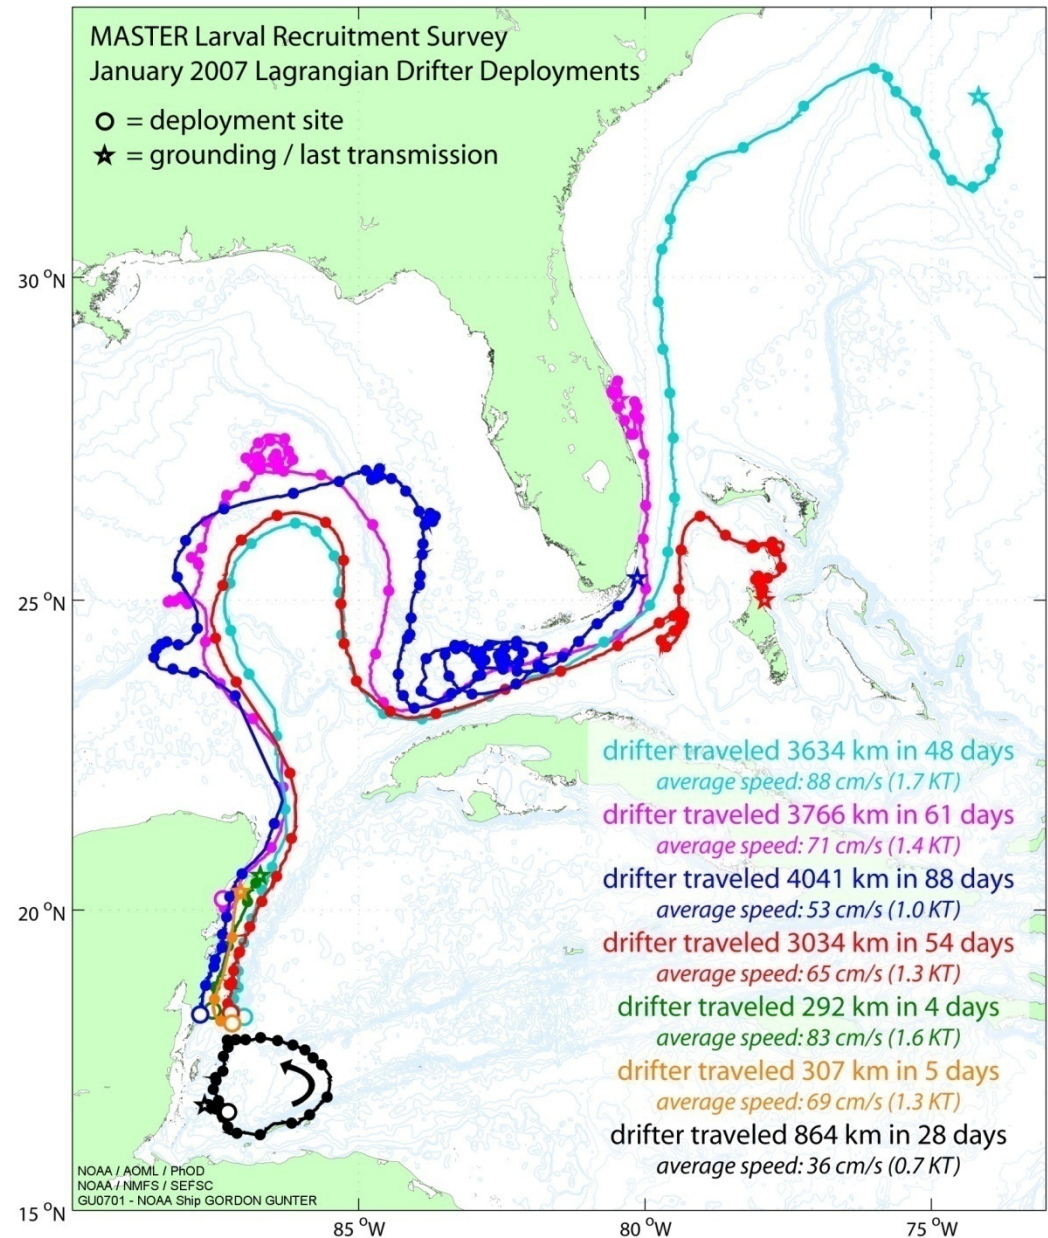 MASTER Larval Recruitment Survey
January 2007 Lagrangian Drifter Deployments
= deployment site
= grounding / last transmission
30 °N
25 °N
20 °N
15 °N
85 °W
80 °W
75 °W
drifter traveled 3634 km in 48 days
average speed: 88 cm/s (1.7 KT)
drifter traveled 3766 km in 61 days
average speed: 71 cm/s (1.4 KT)
drifter traveled 4041 km in 88 days
average speed: 53 cm/s (1.0 KT)
drifter traveled 3034 km in 54 days
average speed: 65 cm/s (1.3 KT)
drifter traveled 292 km in 4 days
average speed: 83 cm/s (1.6 KT)
drifter traveled 307 km in 5 days
average speed: 69 cm/s (1.3 KT)
drifter traveled 864 km in 28 days
average speed: 36 cm/s (0.7 KT)
NOAA / AOML / PhOD
NOAA / NMFS / SEFSC
GU0701 - NOAA Ship GORDON GUNTER